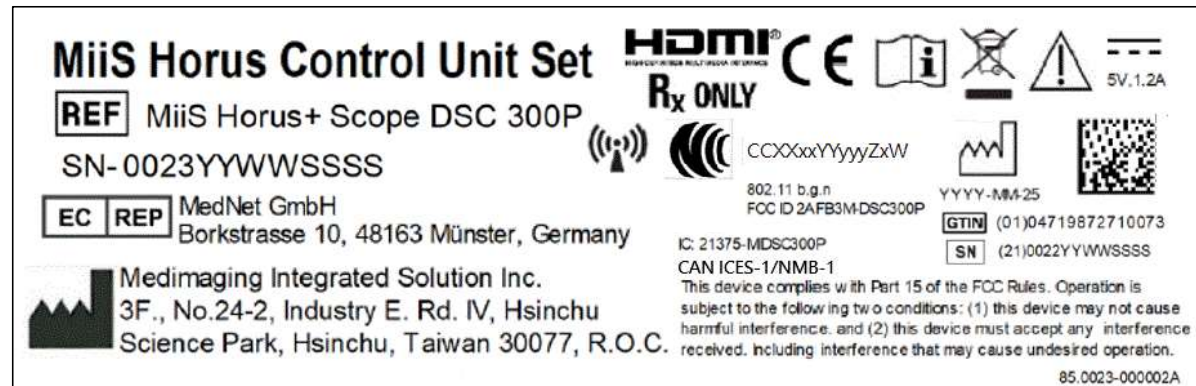 MiiS Horus Control Unit Set
HDMI®
HIGH-DEFINITION MULTIMEDIA INTERFACE
CE
5V,1.2A
Rx ONLY
REF MiiS Horus+ Scope DSC 300P
SN-0023YYWWSSSS
CCXXxxYYyyyZxW
802.11 b.g.n
FCC ID 2AFB3M-DSC300P
YYYY-MM-25
GTIN (01)04719872710073
SN (21)0022YYWWSSSS
EC REP MedNet GmbH
Borkstrasse 10, 48163 Münster, Germany
Medimaging Integrated Solution Inc.
3F., No.24-2, Industry E. Rd. IV, Hsinchu
Science Park, Hsinchu, Taiwan 30077, R.O.C.
IC: 21375-MDSC300P
CAN ICES-1/NMB-1
This device complies with Part 15 of the FCC Rules. Operation is
subject to the following two conditions: (1) this device may not cause
harmful interference. and (2) this device must accept any interference
received. including interference that may cause undesired operation.
85.0023-000002A